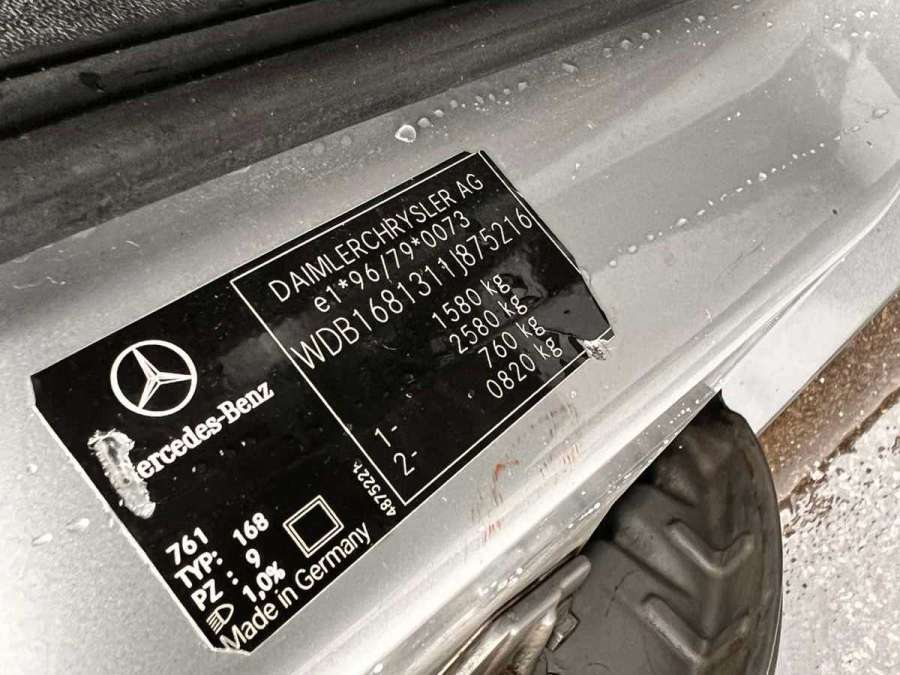 DAIMLERCHRYSLER AG
e1*96/79*0073
WDB1681311J875216
1580 kg
2580 kg
1- 760 kg
2- 0820 kg
Mercedes-Benz
487522h
761
TYP: 168
PZ : 9
1,0%
Made in Germany